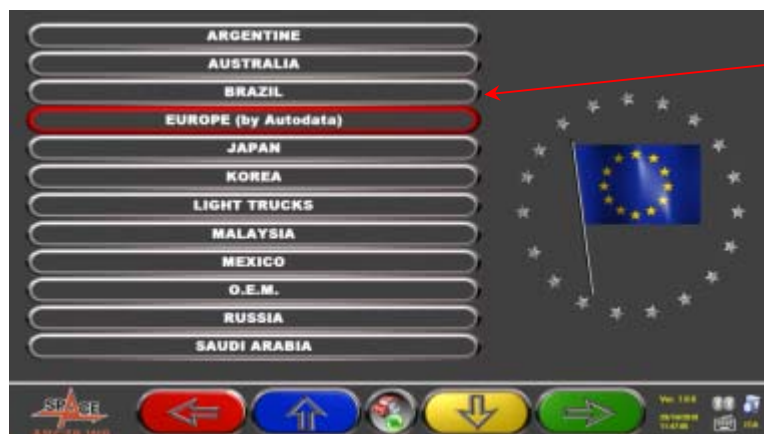 ARGENTINE
AUSTRALIA
BRAZIL
EUROPE (by Autodata)
JAPAN
KOREA
LIGHT TRUCKS
MALAYSIA
MEXICO
O.E.M.
RUSSIA
SAUDI ARABIA
SPACE